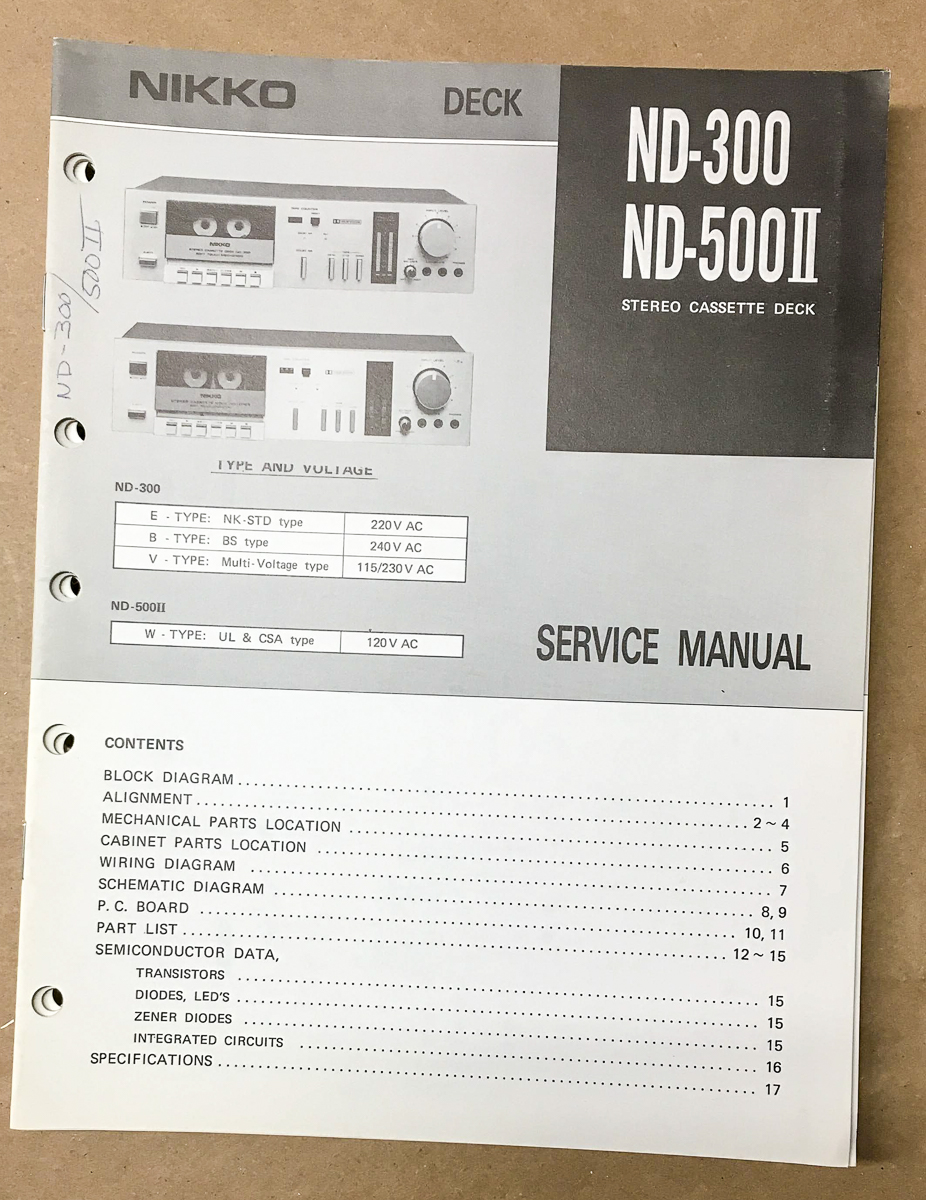 NIKKO DECK
ND-300
ND-500II
STEREO CASSETTE DECK
ND-300/500II
NIKKO
NIKKO
TYPE AND VOLTAGE
ND-300
E - TYPE: NK-STD type 220V AC
B - TYPE: BS type 240V AC
V - TYPE: Multi-Voltage type 115/230V AC
ND-500II
W - TYPE: UL & CSA type 120V AC
SERVICE MANUAL
CONTENTS
BLOCK DIAGRAM 1
ALIGNMENT 2 ~ 4
MECHANICAL PARTS LOCATION 5
CABINET PARTS LOCATION 6
WIRING DIAGRAM 7
SCHEMATIC DIAGRAM 8, 9
P. C. BOARD 10, 11
PART LIST 12 ~ 15
SEMICONDUCTOR DATA,
TRANSISTORS 15
DIODES, LED'S 15
ZENER DIODES 15
INTEGRATED CIRCUITS 16
SPECIFICATIONS 17